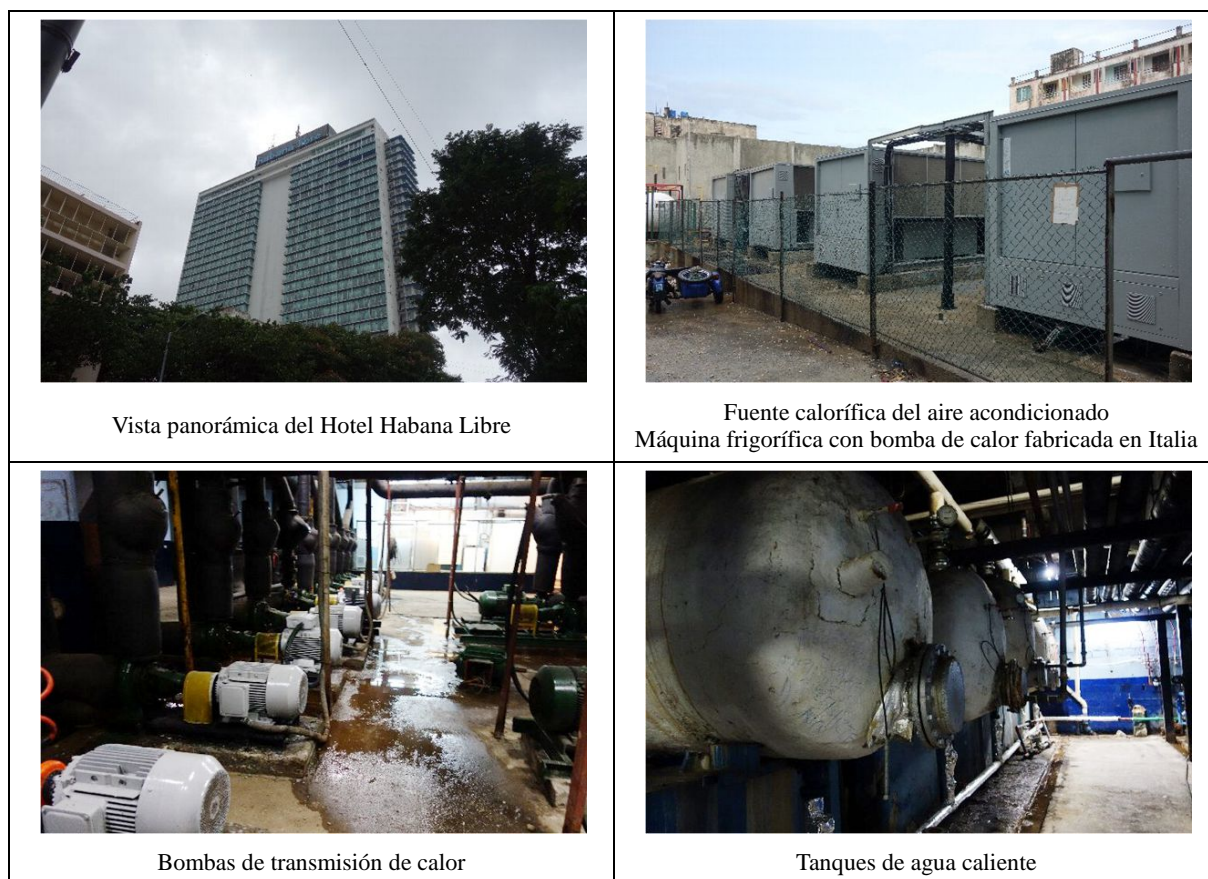 Vista panorámica del Hotel Habana Libre
Fuente calorífica del aire acondicionado
Máquina frigorífica con bomba de calor fabricada en Italia
Bombas de transmisión de calor
Tanques de agua caliente